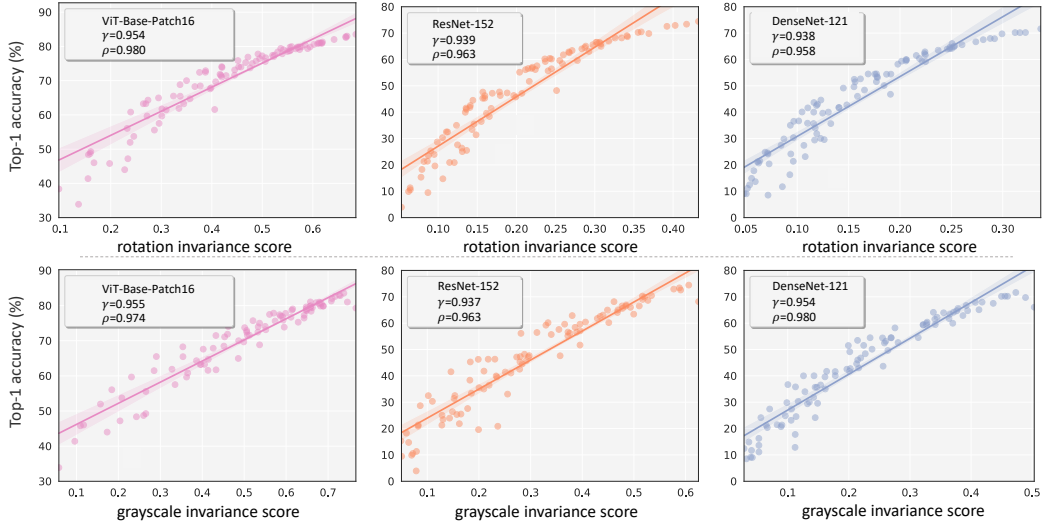 Top-1 accuracy (%)
90
80
70
60
50
40
30
ViT-Base-Patch16
γ=0.954
ρ=0.980
0.1 0.2 0.3 0.4 0.5 0.6
rotation invariance score
80
70
60
50
40
30
20
10
0
ResNet-152
γ=0.939
ρ=0.963
0.10 0.15 0.20 0.25 0.30 0.35 0.40
rotation invariance score
80
70
60
50
40
30
20
10
0
DenseNet-121
γ=0.938
ρ=0.958
0.05 0.10 0.15 0.20 0.25 0.30
rotation invariance score
Top-1 accuracy (%)
90
80
70
60
50
40
30
ViT-Base-Patch16
γ=0.955
ρ=0.974
0.1 0.2 0.3 0.4 0.5 0.6 0.7
grayscale invariance score
80
70
60
50
40
30
20
10
0
ResNet-152
γ=0.937
ρ=0.963
0.1 0.2 0.3 0.4 0.5 0.6
grayscale invariance score
80
70
60
50
40
30
20
10
0
DenseNet-121
γ=0.954
ρ=0.980
0.1 0.2 0.3 0.4 0.5
grayscale invariance score